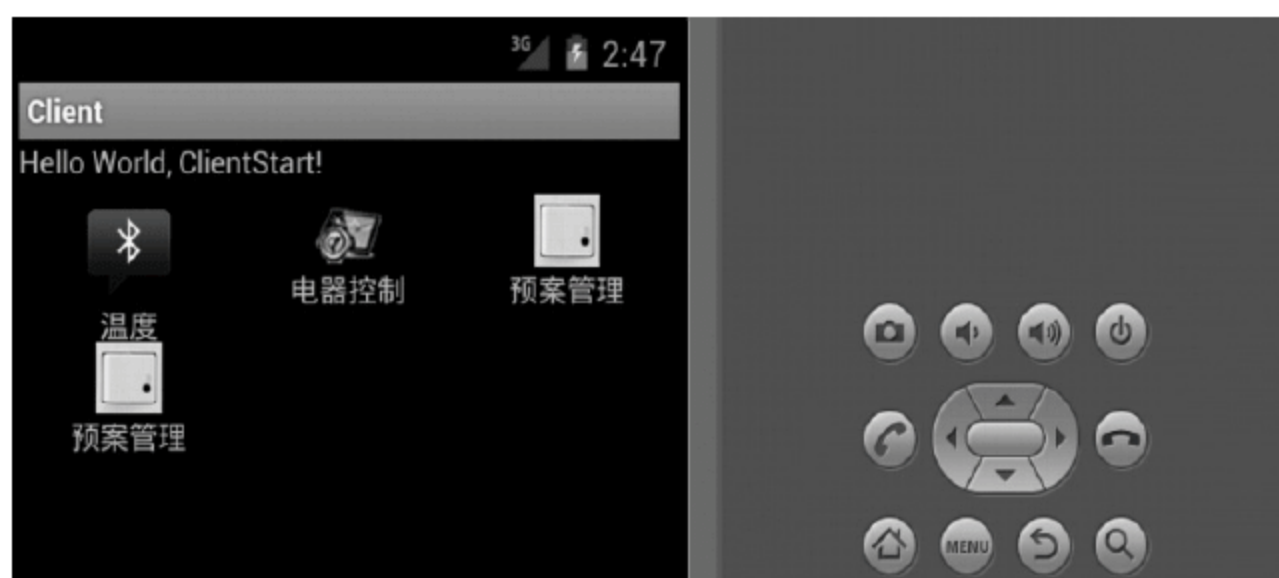 3G 2:47
Client
Hello World, ClientStart!
电器控制
预案管理
温度
预案管理
MENU